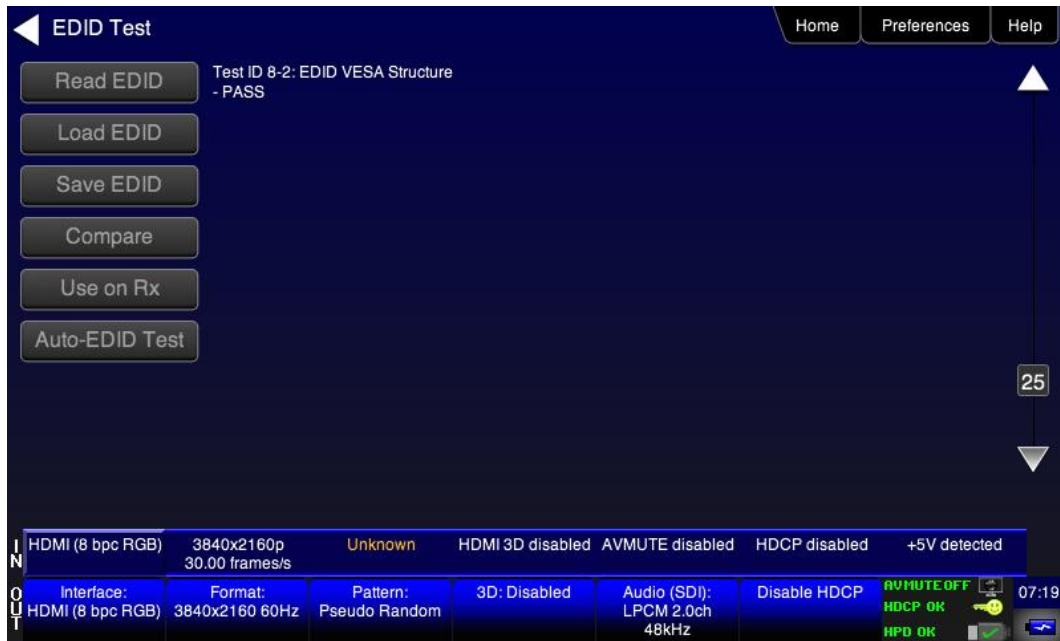 EDID Test
Home
Preferences
Help
Read EDID
Test ID 8-2: EDID VESA Structure
- PASS
Load EDID
Save EDID
Compare
Use on Rx
Auto-EDID Test
25
IN
HDMI (8 bpc RGB)
3840x2160p
30.00 frames/s
Unknown
HDMI 3D disabled
AVMUTE disabled
HDCP disabled
+5V detected
OUT
Interface:
HDMI (8 bpc RGB)
Format:
3840x2160 60Hz
Pattern:
Pseudo Random
3D: Disabled
Audio (SDI):
LPCM 2.0ch
48kHz
Disable HDCP
AVMUTEOFF
HDCP OK
HPD OK
07:19